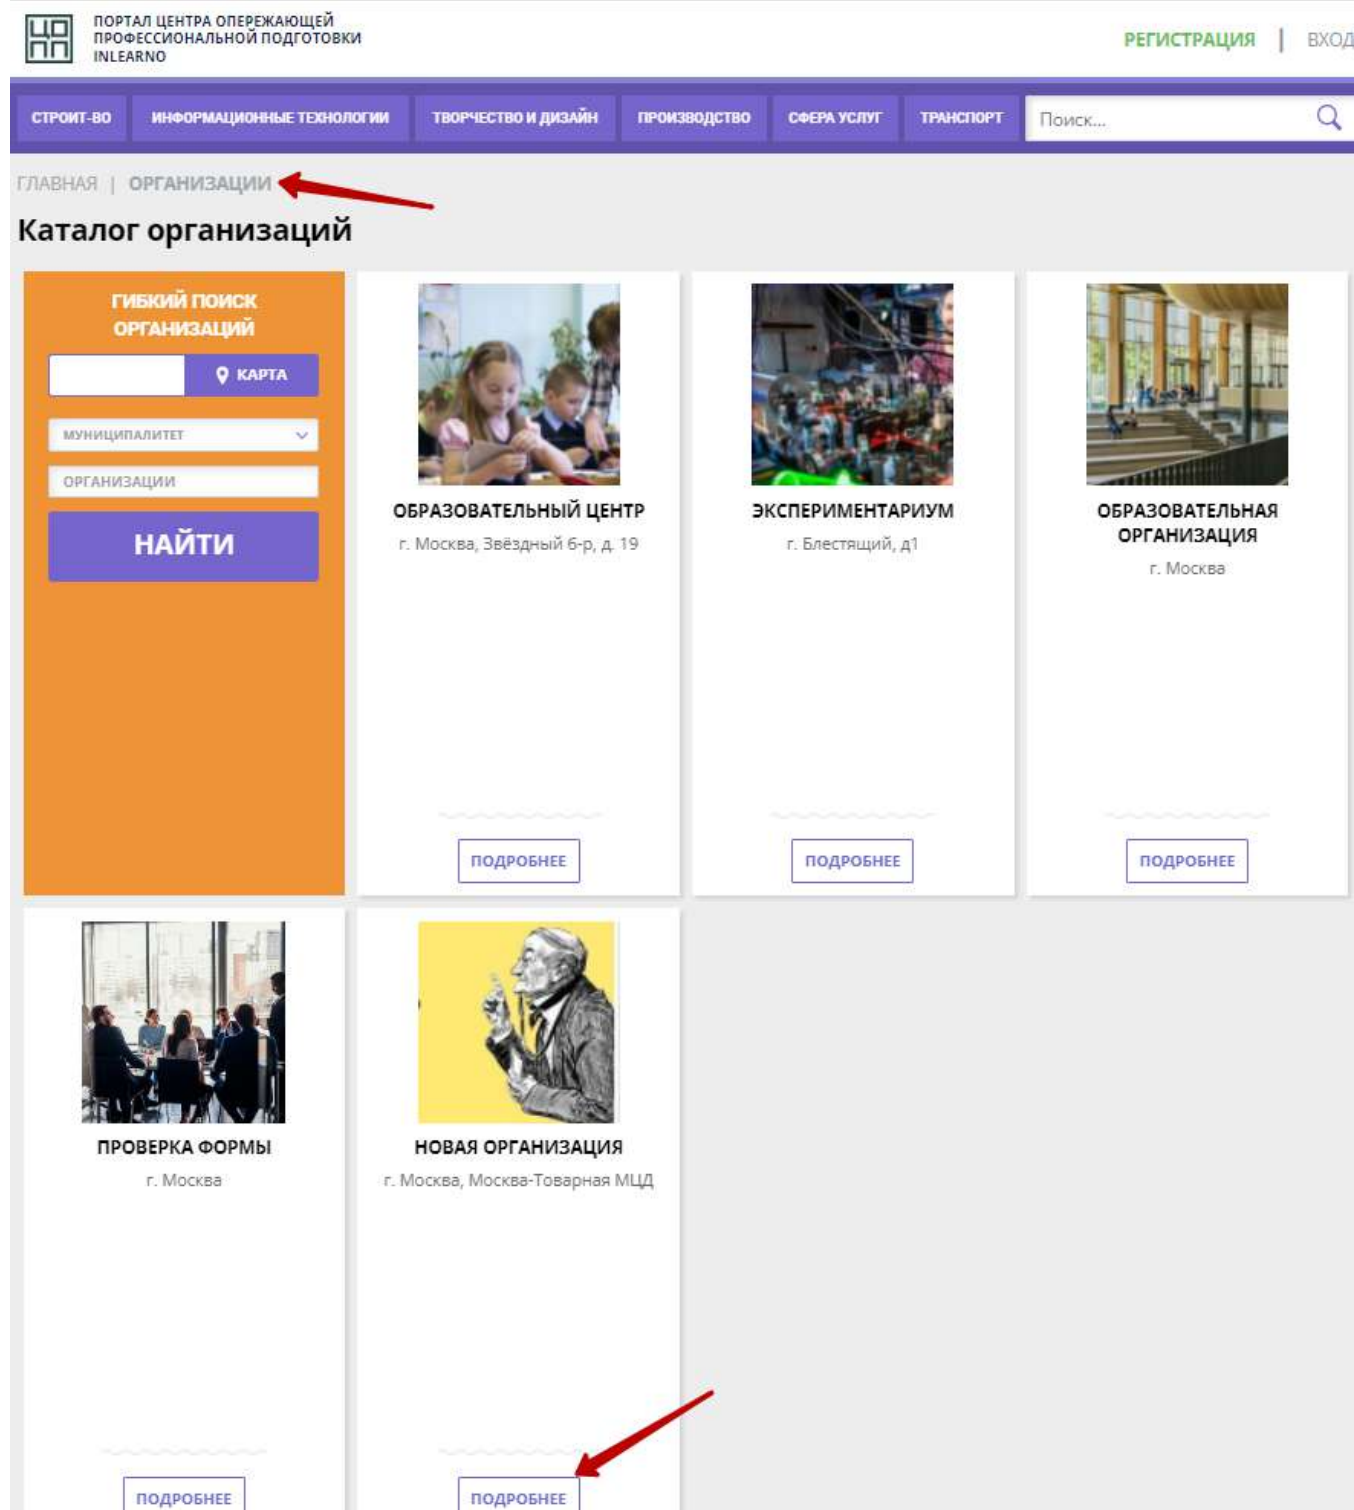 ПОРТАЛ ЦЕНТРА ОПЕРЕЖАЮЩЕЙ
ПРОФЕССИОНАЛЬНОЙ ПОДГОТОВКИ
INLEARNO
РЕГИСТРАЦИЯ | ВХОД
СТРОИТ-ВО ИНФОРМАЦИОННЫЕ ТЕХНОЛОГИИ ТВОРЧЕСТВО И ДИЗАЙН ПРОИЗВОДСТВО СФЕРА УСЛУГ ТРАНСПОРТ Поиск...
ГЛАВНАЯ | ОРГАНИЗАЦИИ
Каталог организаций
ГИБКИЙ ПОИСК
ОРГАНИЗАЦИЙ
КАРТА
МУНИЦИПАЛИТЕТ
ОРГАНИЗАЦИИ
НАЙТИ
ОБРАЗОВАТЕЛЬНЫЙ ЦЕНТР
г. Москва, Звёздный б-р, д. 19
ПОДРОБНЕЕ
ЭКСПЕРИМЕНТАРИУМ
г. Блестящий, д1
ПОДРОБНЕЕ
ОБРАЗОВАТЕЛЬНАЯ
ОРГАНИЗАЦИЯ
г. Москва
ПОДРОБНЕЕ
ПРОВЕРКА ФОРМЫ
г. Москва
ПОДРОБНЕЕ
НОВАЯ ОРГАНИЗАЦИЯ
г. Москва, Москва-Товарная МЦД
ПОДРОБНЕЕ